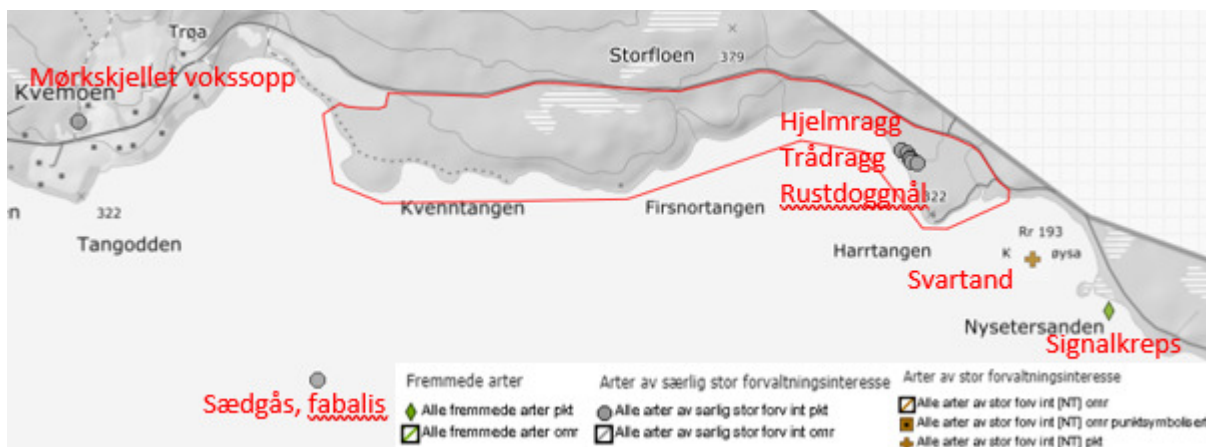 Trøa
Storfloen
379
Mørkskjellet vokssopp
Kvemoen
Hjelmragg
Trådragg
Rustdoggnål
322
322
Kvenntangen
Firsnortangen
Tangodden
Harrtangen
Rr 193
K øysa
Svartand
Nysetersanden
Signalkreps
Sædgås, fabalis
Fremmede arter
Alle fremmede arter pkt
Alle fremmede arter omr
Arter av særlig stor forvaltningsinteresse
Alle arter av særlig stor forv int pkt
Alle arter av særlig stor forv int omr
Arter av stor forvaltningsinteresse
Alle arter av stor forv int [NT] omr
Alle arter av stor forv int [NT] omr punktsymbolisert
Alle arter av stor forv int [NT] pkt